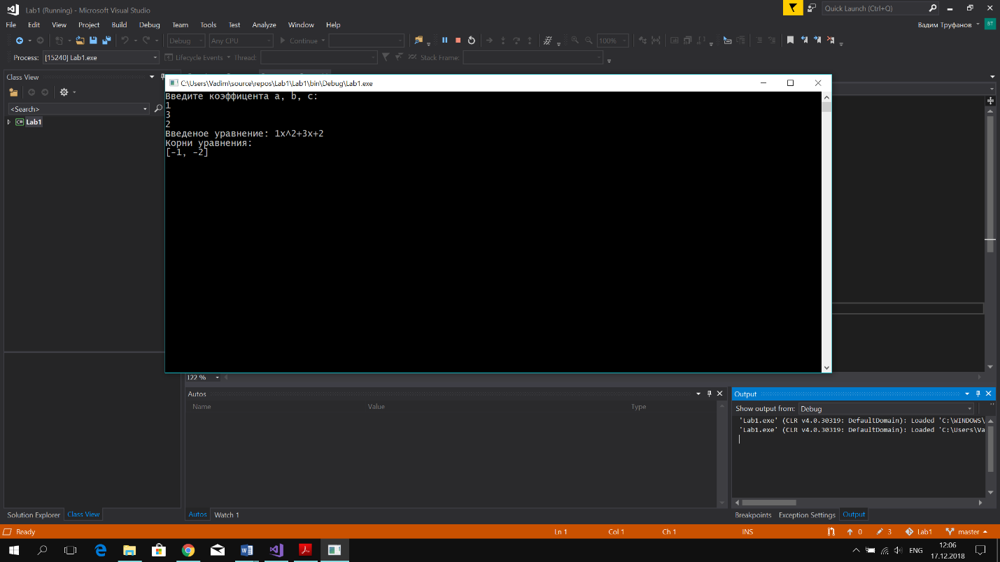 Lab1 (Running) - Microsoft Visual Studio
Quick Launch (Ctrl+Q)
File Edit View Project Build Debug Team Tools Test Analyze Window Help
Вадим Труфанов
БТ
Debug Any CPU Continue 100%
Process: [15240] Lab1.exe Lifecycle Events Thread: Stack Frame:
Class View
<Search>
C# Lab1
C:\Users\Vadim\source\repos\Lab1\Lab1\bin\Debug\Lab1.exe
Введите коэффицента a, b, c:
1
3
2
Введеное уравнение: 1x^2+3x+2
Корни уравнения:
[-1, -2]
122 %
Autos
Name Value Type
Output
Show output from: Debug
'Lab1.exe' (CLR v4.0.30319: DefaultDomain): Loaded 'C:\WINDOWS\
'Lab1.exe' (CLR v4.0.30319: DefaultDomain): Loaded 'C:\Users\Va
Solution Explorer Class View
Autos Watch 1
Breakpoints Exception Settings Output
Ready Ln 1 Col 1 Ch 1 INS 0 3 Lab1 master
ENG
12:06
17.12.2018